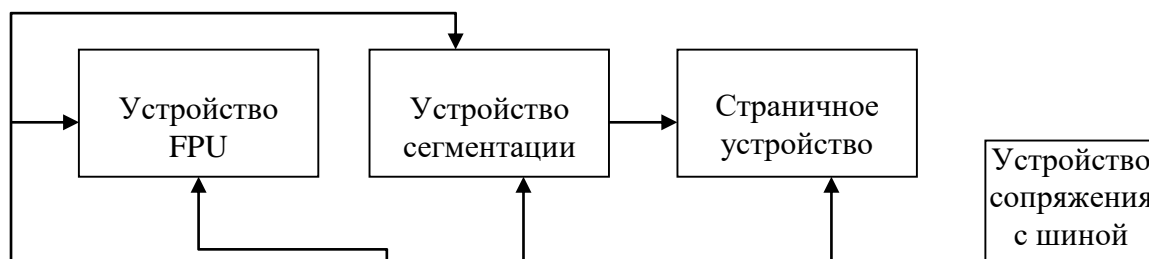 Устройство
FPU
Устройство
сегментации
Страничное
устройство
Устройство
сопряжения
с шиной